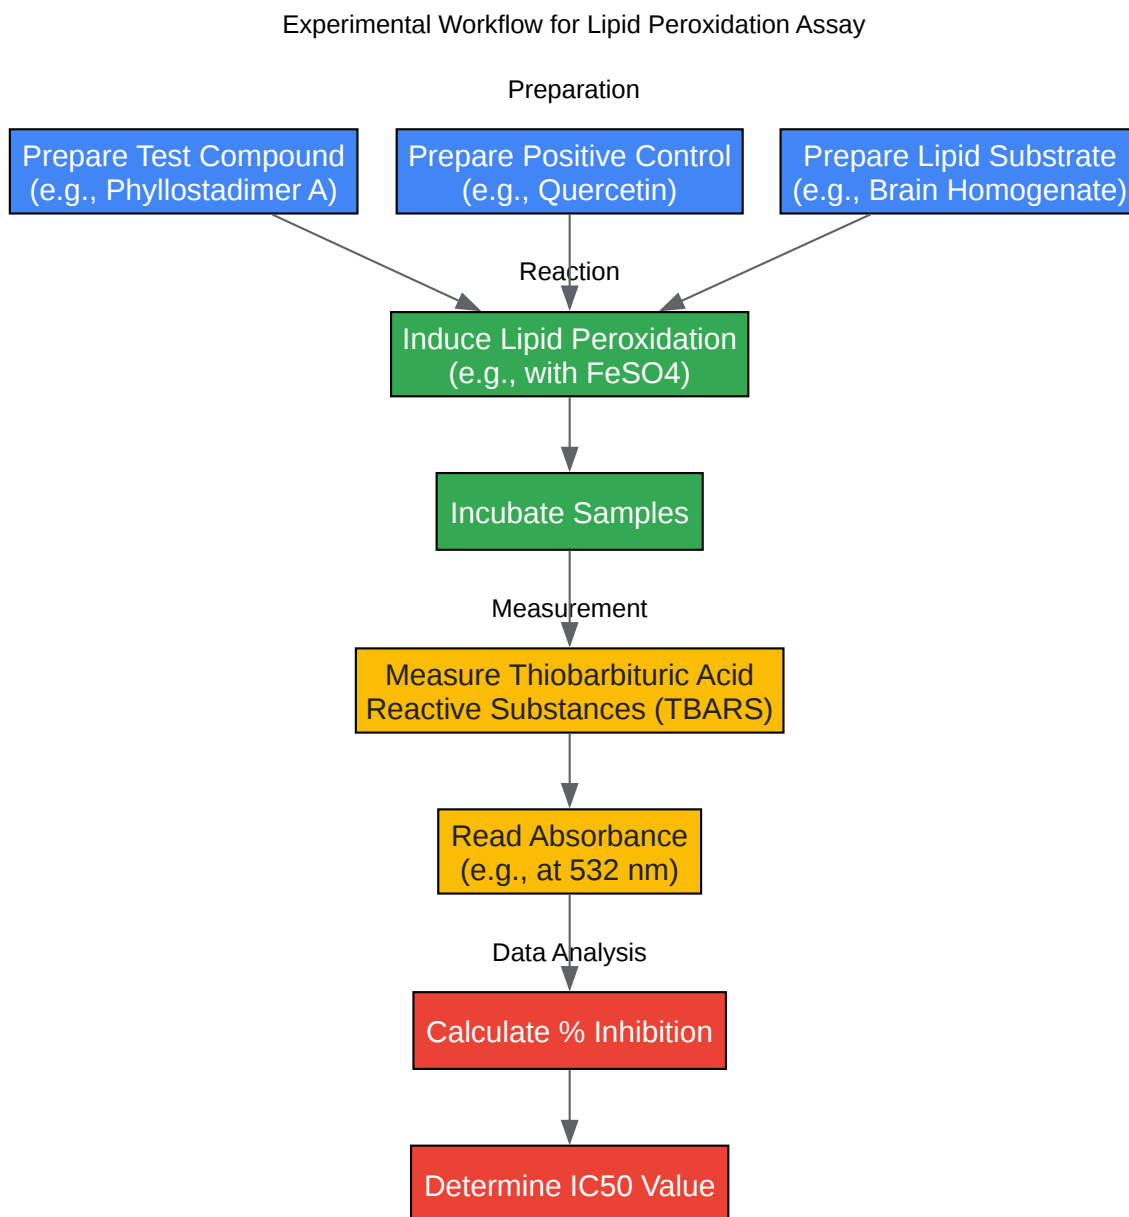 Experimental Workflow for Lipid Peroxidation Assay
Preparation
Prepare Test Compound
(e.g., Phyllostadimer A)
Prepare Positive Control
(e.g., Quercetin)
Prepare Lipid Substrate
(e.g., Brain Homogenate)
Reaction
Induce Lipid Peroxidation
(e.g., with FeSO4)
Incubate Samples
Measurement
Measure Thiobarbituric Acid
Reactive Substances (TBARS)
Read Absorbance
(e.g., at 532 nm)
Data Analysis
Calculate % Inhibition
Determine IC50 Value